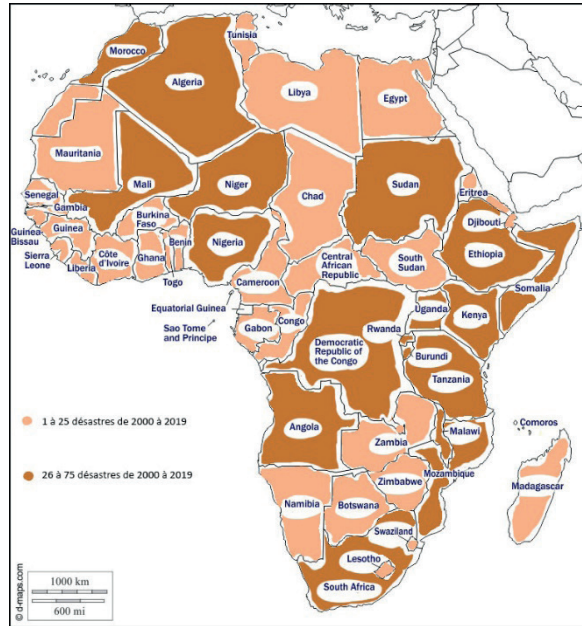 Tunisia
Morocco
Algeria
Libya
Egypt
Mauritania
Mali
Niger
Chad
Sudan
Eritrea
Senegal
Gambia
Guinea
Bissau
Guinea
Burkina
Faso
Sierra
Leone
Liberia
Côte
d'Ivoire
Ghana
Togo
Benin
Nigeria
Djibouti
Ethiopia
Central
African
Republic
South
Sudan
Somalia
Cameroon
Equatorial Guinea
Sao Tome
and Principe
Gabon
Congo
Democratic
Republic of
the Congo
Rwanda
Uganda
Kenya
Burundi
Tanzania
1 à 25 désastres de 2000 à 2019
26 à 75 désastres de 2000 à 2019
Angola
Zambia
Malawi
Comoros
Mozambique
Zimbabwe
Madagascar
Namibia
Botswana
Swaziland
Lesotho
South Africa
1000 km
600 mi
© d-maps.com